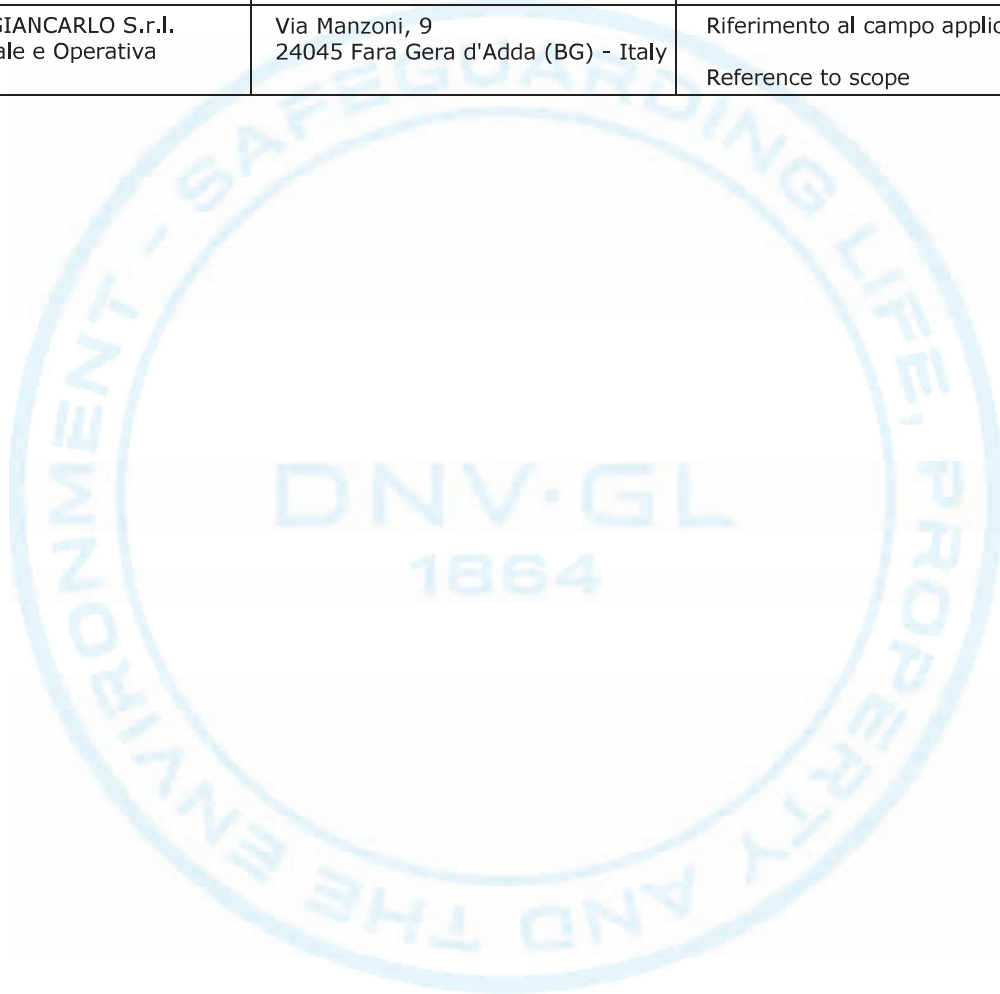 GIANCARLO S.r.l.
ale e Operativa
Via Manzoni, 9
24045 Fara Gera d'Adda (BG) - Italy
Riferimento al campo applic
Reference to scope
SAFEGUARDING LIFE, PROPERTY AND THE ENVIRONMENT -
DNV·GL
1864